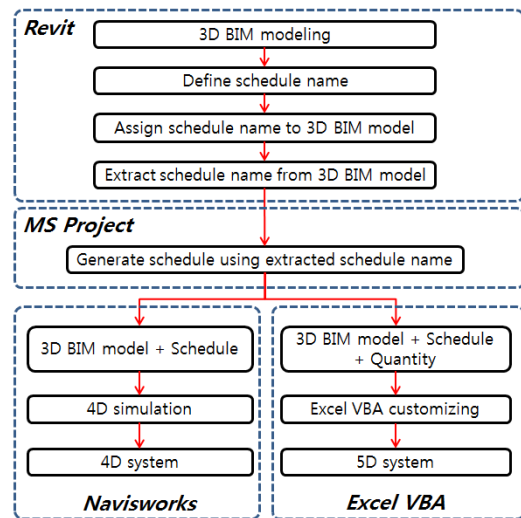 Revit
3D BIM modeling
Define schedule name
Assign schedule name to 3D BIM model
Extract schedule name from 3D BIM model
MS Project
Generate schedule using extracted schedule name
3D BIM model + Schedule
4D simulation
4D system
Navisworks
3D BIM model + Schedule
+ Quantity
Excel VBA customizing
5D system
Excel VBA